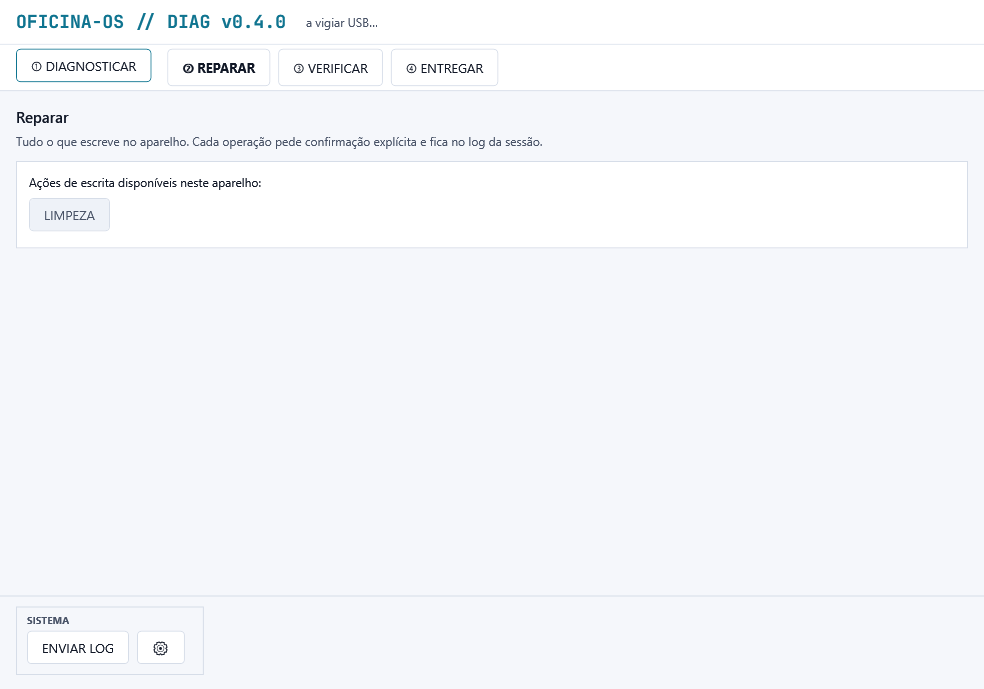 OFICINA-OS // DIAG v0.4.0 a vigiar USB...
① DIAGNOSTICAR ② REPARAR ③ VERIFICAR ④ ENTREGAR
Reparar
Tudo o que escreve no aparelho. Cada operação pede confirmação explícita e fica no log da sessão.
Ações de escrita disponíveis neste aparelho:
LIMPEZA
SISTEMA
ENVIAR LOG